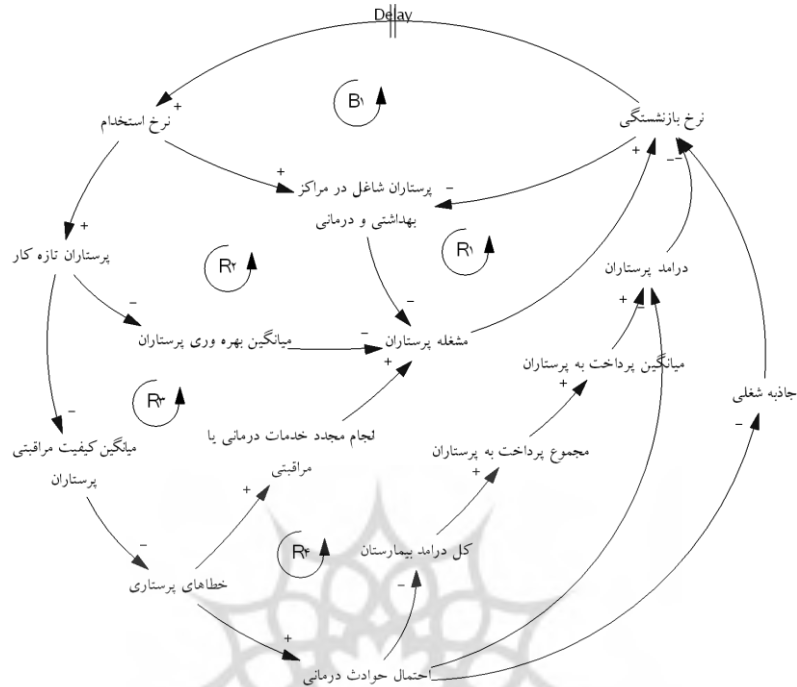 Delay
B۱
نرخ استخدام
نرخ بازنشستگی
پرستاران شاغل در مراکز
بهداشتی و درمانی
پرستاران تازه کار
R۲
R۱
درامد پرستاران
میانگین بهره وری پرستاران
مشغله پرستاران
میانگین پرداخت به پرستاران
جاذبه شغلی
R۳
میانگین کیفیت مراقبتی
پرستاران
لنجام مجدد خدمات درمانی یا
مراقبتی
مجموع پرداخت به پرستاران
R۴
کل درامد بیمارستان
خطاهای پرستاری
احتمال حوادث درمانی